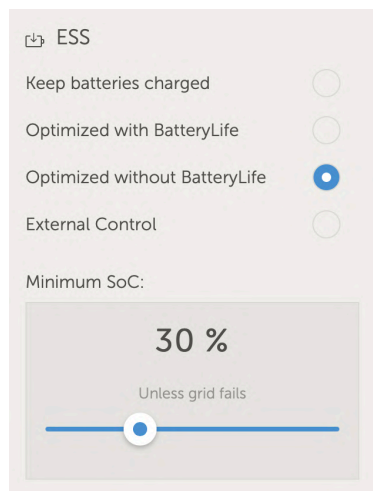 ESS
Keep batteries charged
Optimized with BatteryLife
Optimized without BatteryLife
External Control
Minimum SoC:
30 %
Unless grid fails